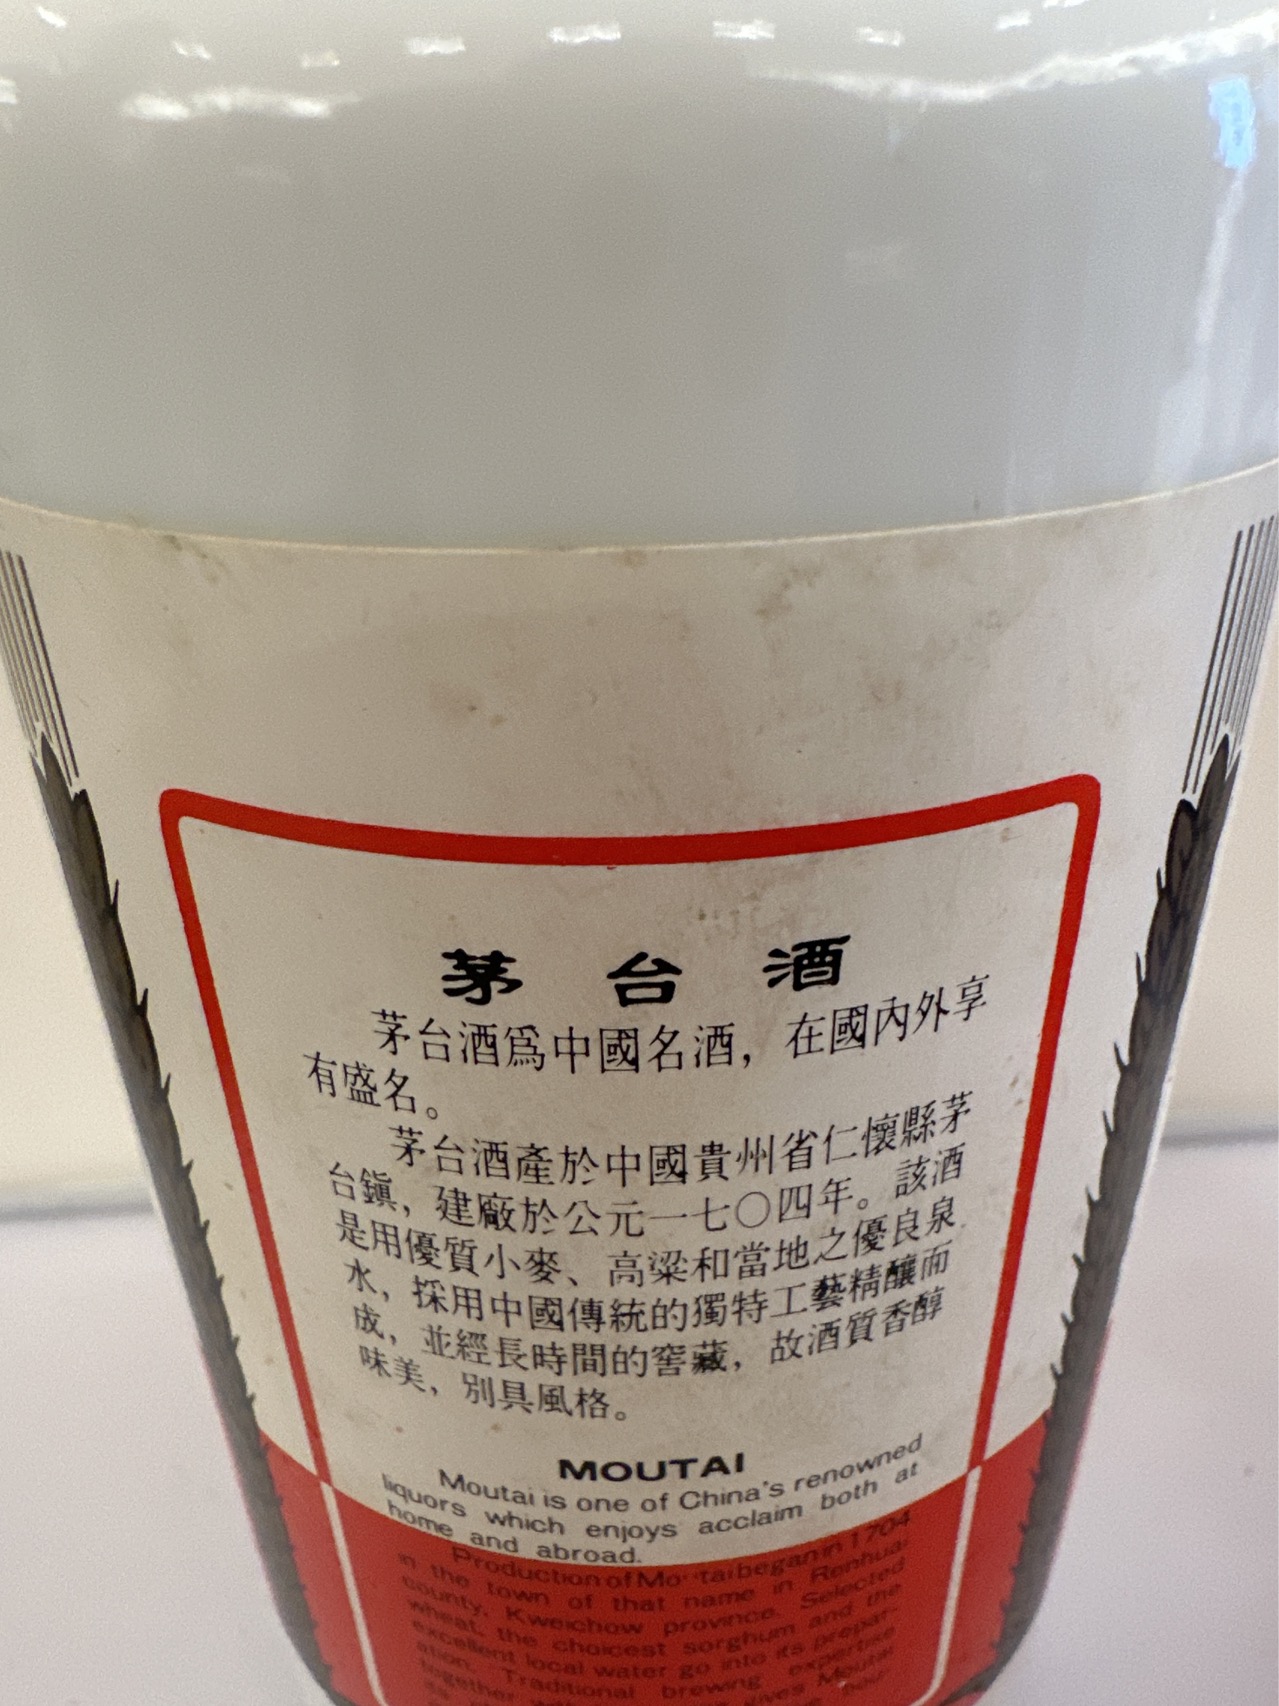 茅台酒
茅台酒爲中國名酒，在國內外享
有盛名。
茅台酒產於中國貴州省仁懷縣茅
台鎭，建廠於公元一七〇四年。該酒
是用優質小麥、高粱和當地之優良泉
水，採用中國傳統的獨特工藝精釀而
成，並經長時間的窖藏，故酒質香醇
味美，別具風格。
MOUTAI
Moutai is one of China's renowned
liquors which enjoys acclaim both at
home and abroad.
Production of Moutai began in 1704
in the town of that name in Renhuai
county, Kweichow province. Selected
wheat, the choicest sorghum and the
excellent local water go into its prepar-
ation. Traditional brewing expertise
together gives Moutai